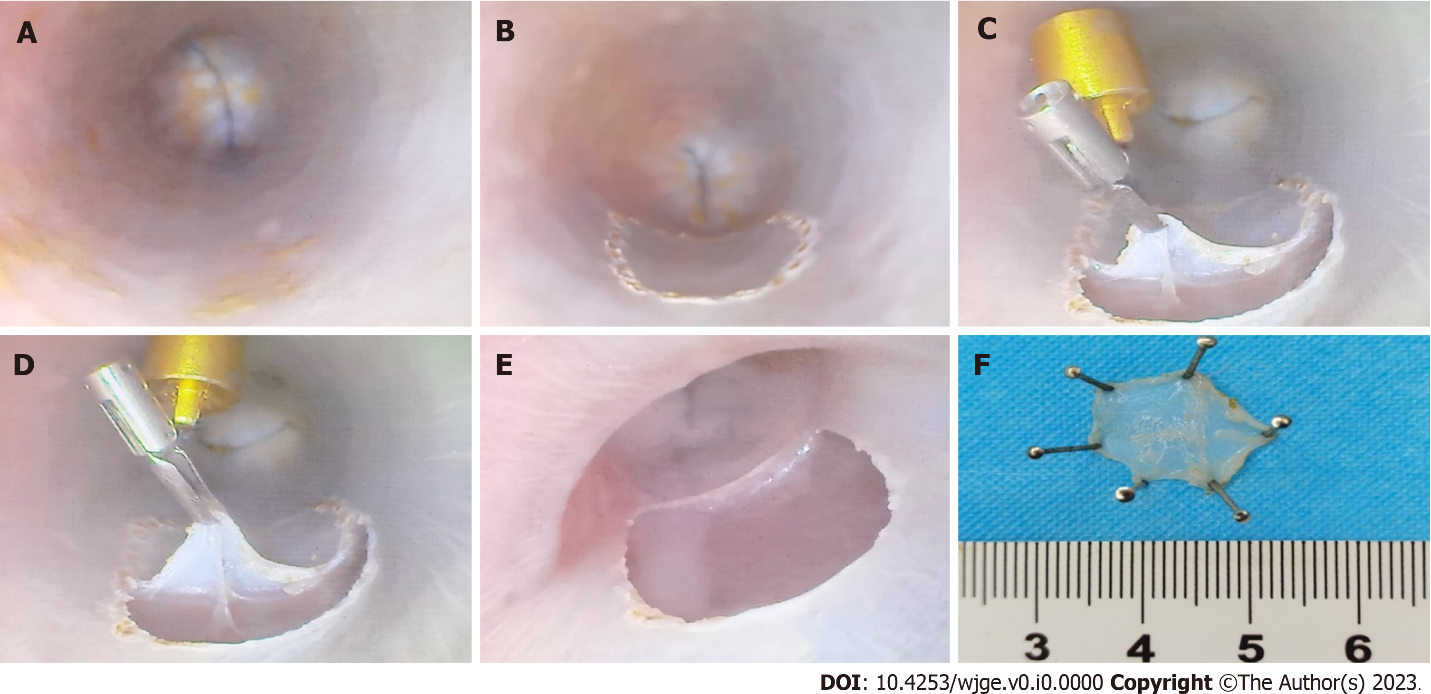 A
B
C
D
E
F
3 4 5 6
DOI: 10.4253/wjge.v0.i0.0000 Copyright ©The Author(s) 2023.